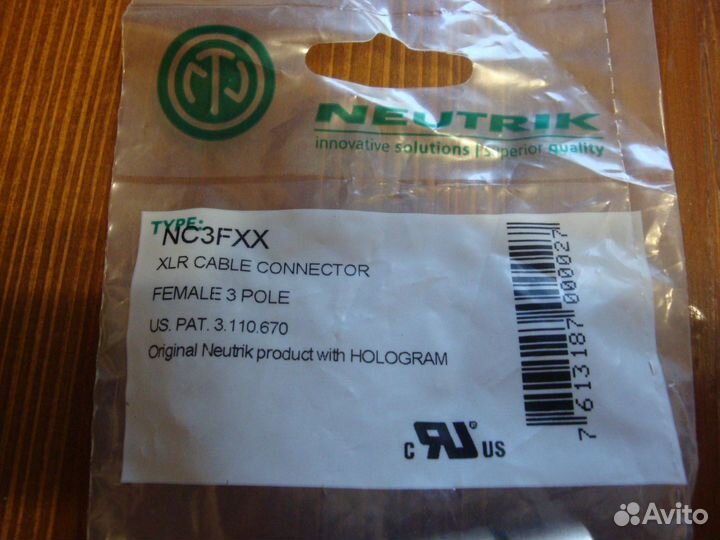 NEUTRIK
innovative solutions | superior quality
TYPE:
NC3FXX
XLR CABLE CONNECTOR
FEMALE 3 POLE
US. PAT. 3.110.670
Original Neutrik product with HOLOGRAM
7 613187 000027
C RU ® US
Avito